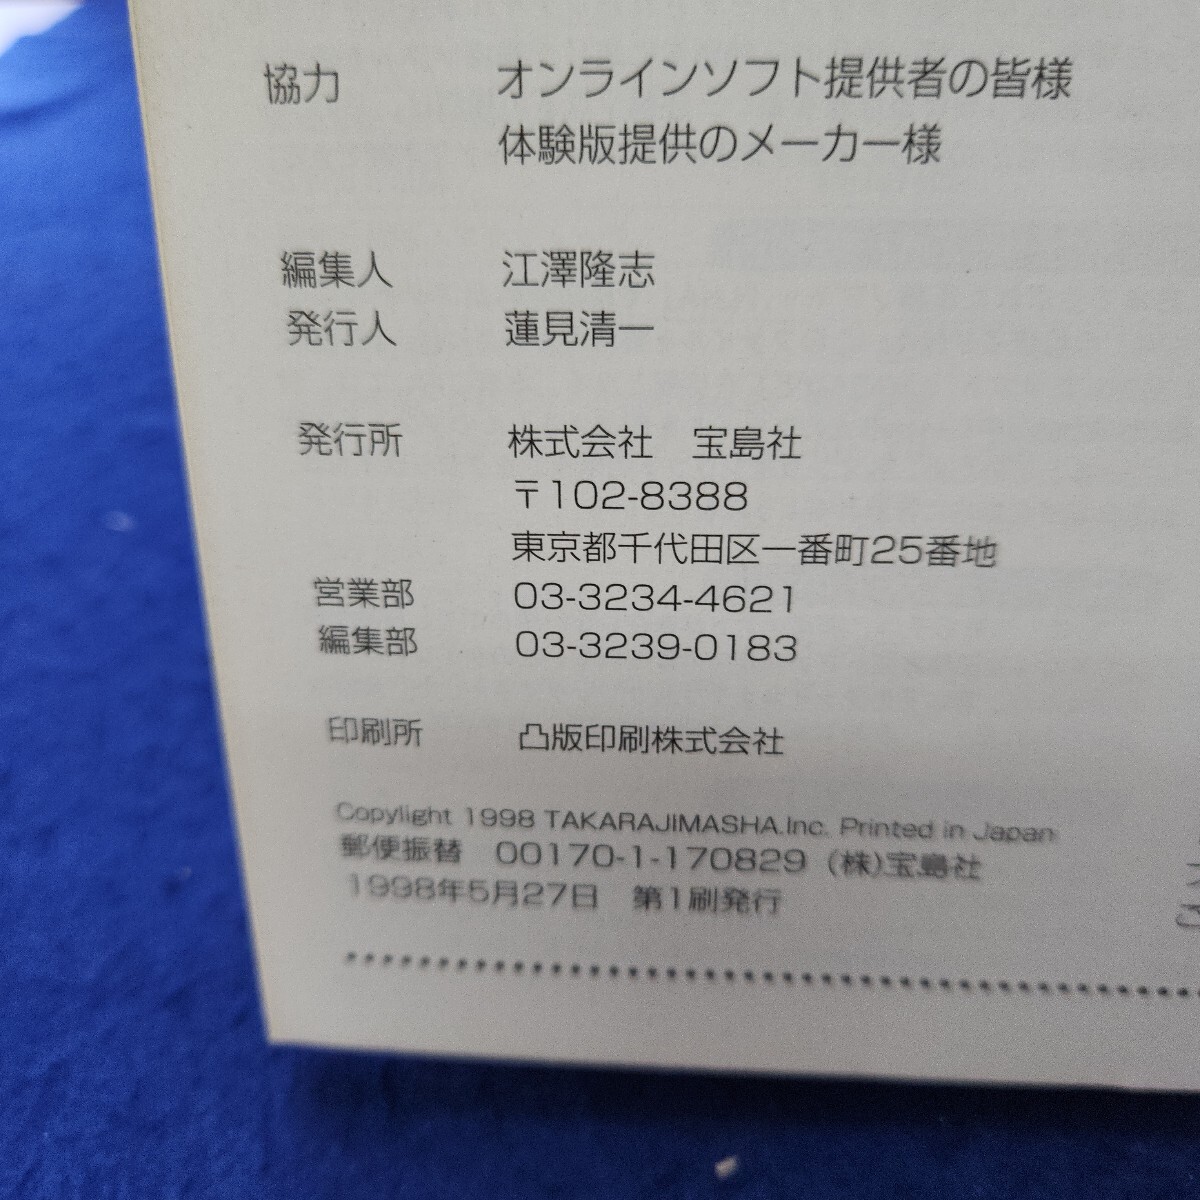 協力 オンラインソフト提供者の皆様
体験版提供のメーカー様
編集人 江澤隆志
発行人 蓮見清一
発行所 株式会社 宝島社
〒102-8388
東京都千代田区一番町25番地
営業部 03-3234-4621
編集部 03-3239-0183
印刷所 凸版印刷株式会社
Copylight 1998 TAKARAJIMASHA.Inc. Printed in Japan
郵便振替 00170-1-170829 (株)宝島社
1998年5月27日 第1刷発行